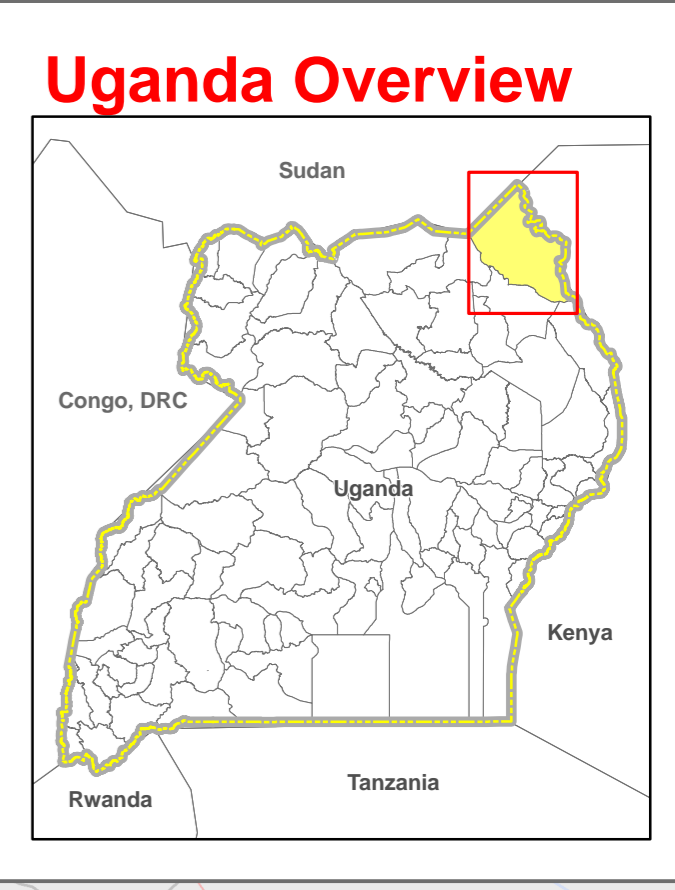 Uganda Overview
Sudan
Congo, DRC
Uganda
Kenya
Tanzania
Rwanda